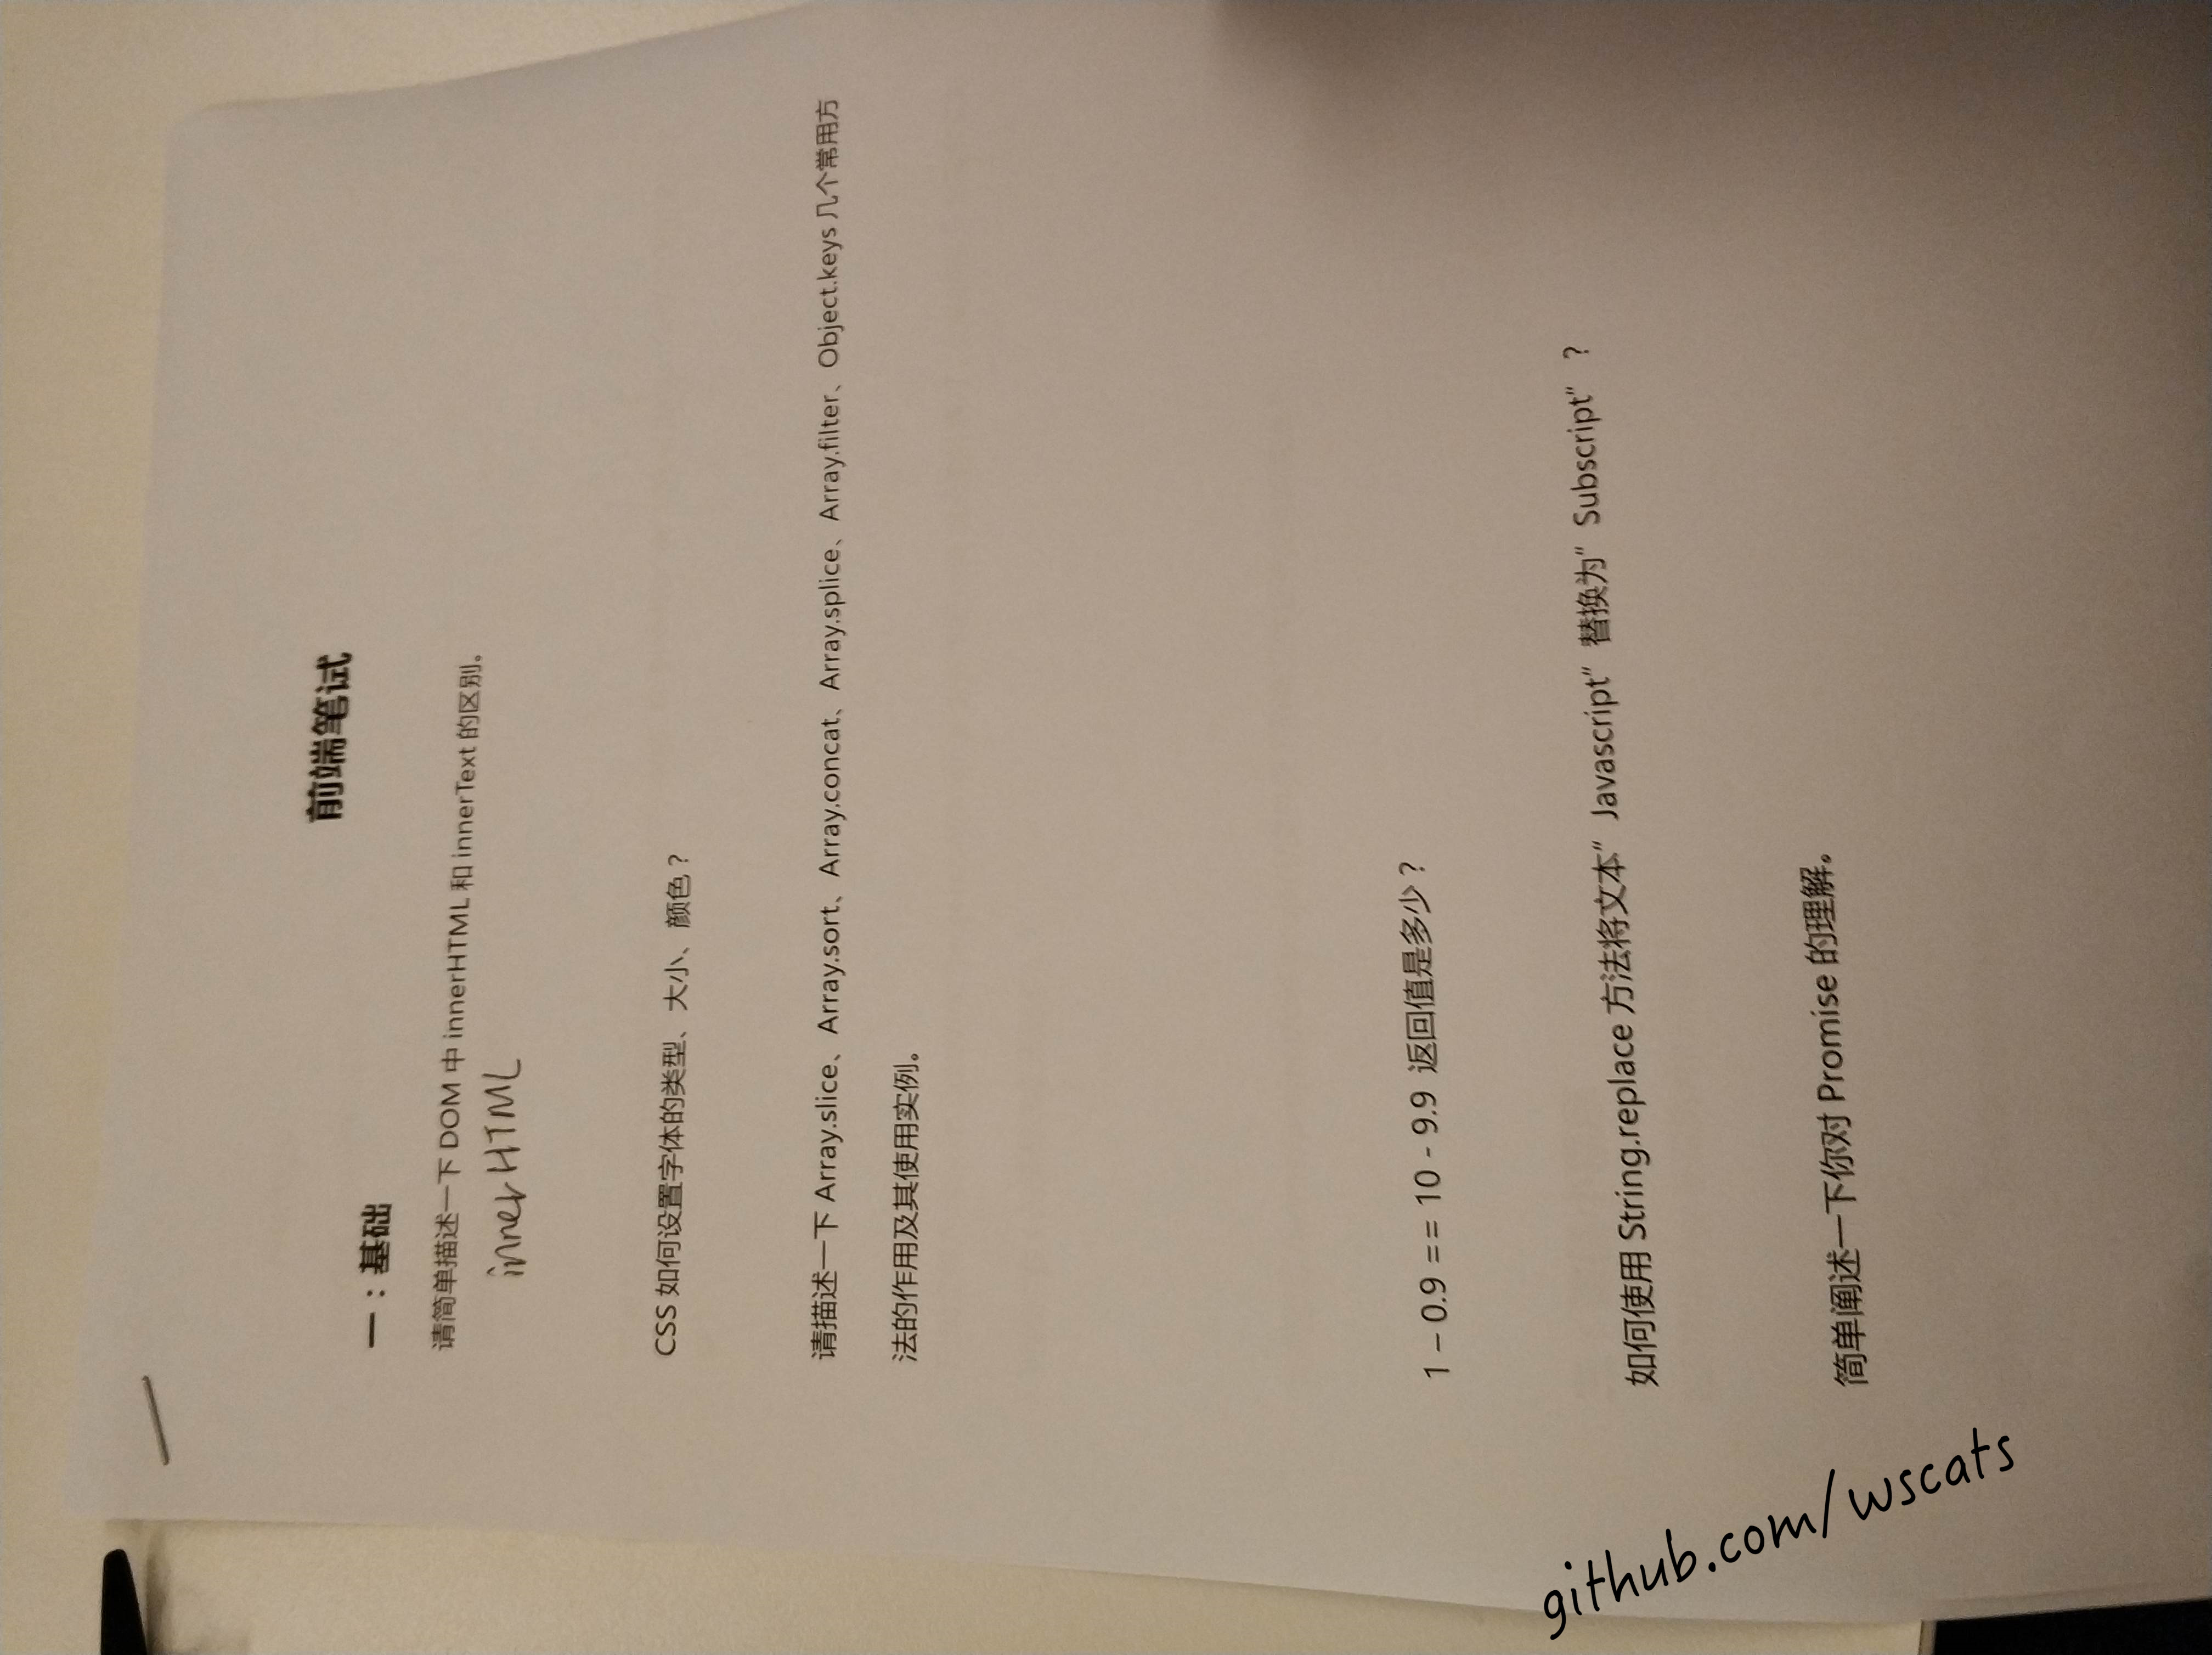 前端笔试
一：基础
请简单描述一下 DOM 中 innerHTML 和 innerText 的区别。
innerHTML
CSS 如何设置字体的类型、大小、颜色？
请描述一下 Array.slice、Array.sort、Array.concat、Array.splice、Array.filter、Object.keys 几个常用方
法的作用及其使用实例。
1 – 0.9 == 10 - 9.9 返回值是多少？
如何使用 String.replace 方法将文本” Javascript” 替换为” Subscript” ？
简单阐述一下你对 Promise 的理解。
github.com/wscats